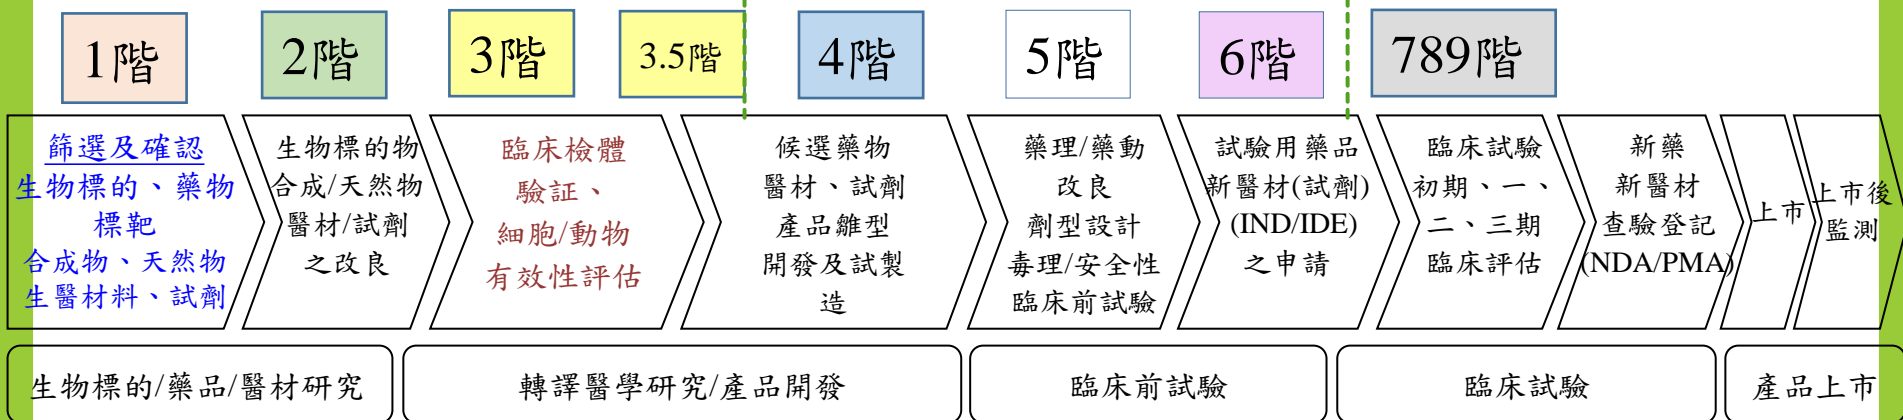 1階
2階
3階
3.5階
4階
5階
6階
789階
篩選及確認
生物標的、藥物
標靶
合成物、天然物
生醫材料、試劑
生物標的物
合成/天然物
醫材/試劑
之改良
臨床檢體
驗証、
細胞/動物
有效性評估
候選藥物
醫材、試劑
產品雛型
開發及試製
造
藥理/藥動
改良
劑型設計
毒理/安全性
臨床前試驗
試驗用藥品
新醫材(試劑)
(IND/IDE)
之申請
臨床試驗
初期、一、
二、三期
臨床評估
新藥
新醫材
查驗登記
(NDA/PMA)
上市
上市後
監測
生物標的/藥品/醫材研究
轉譯醫學研究/產品開發
臨床前試驗
臨床試驗
產品上市